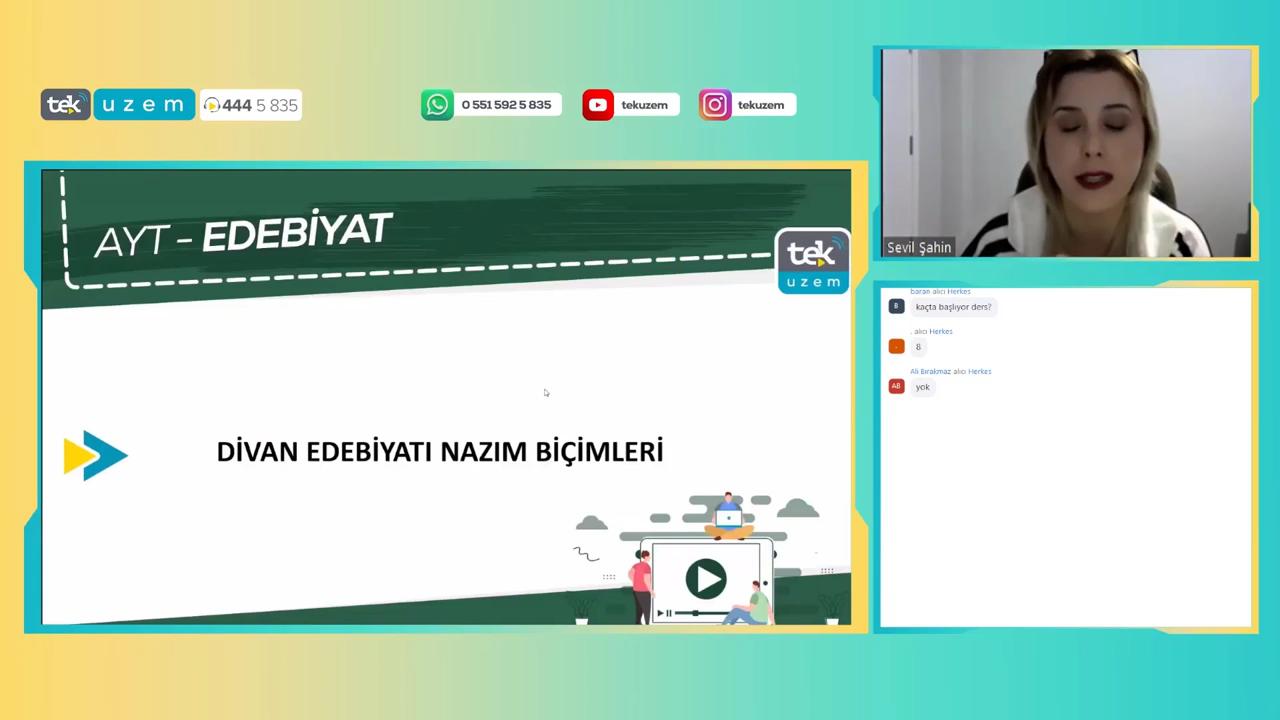 tek uzem 444 5 835
0 551 592 5 835
tekuzem
tekuzem
AYT - EDEBİYAT
tek
uzem
DİVAN EDEBİYATI NAZIM BİÇİMLERİ
Sevil Şahin
baran alıcı Herkes
B
kaçta başlıyor ders?
. alıcı Herkes
.
8
Ali Bırakmaz alıcı Herkes
AB
yok